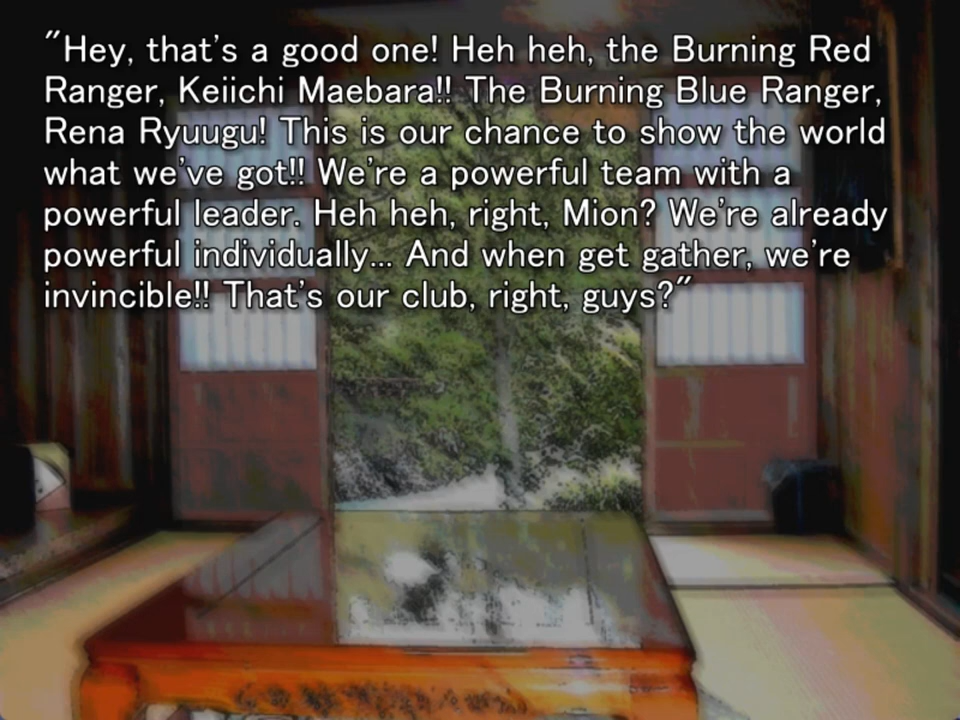 "Hey, that's a good one! Heh heh, the Burning Red
Ranger, Keiichi Maebara!! The Burning Blue Ranger,
Rena Ryuugu! This is our chance to show the world
what we've got!! We're a powerful team with a
powerful leader. Heh heh, right, Mion? We're already
powerful individually... And when get gather, we're
invincible!! That's our club, right, guys?"